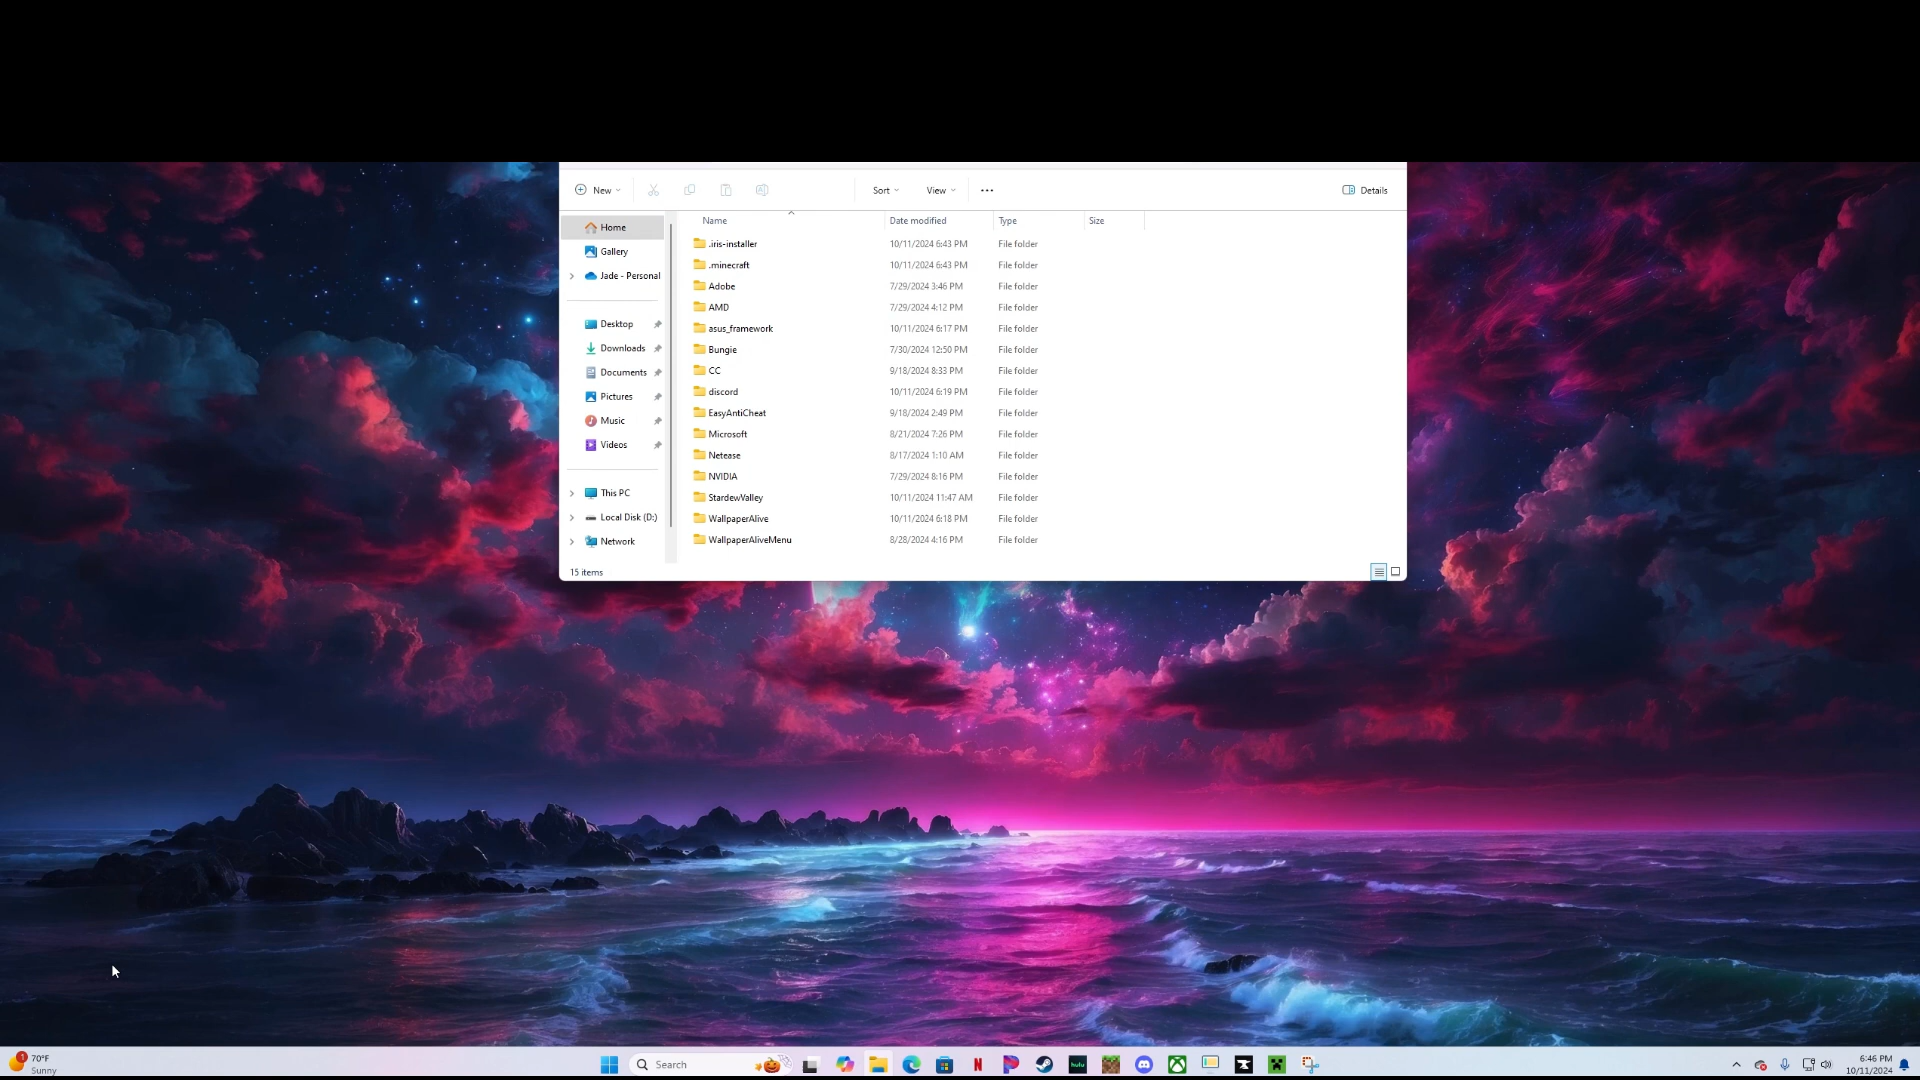 New
Sort
View
Details
Name Date modified Type Size
Home
Gallery
Jade - Personal
Desktop
Downloads
Documents
Pictures
Music
Videos
This PC
Local Disk (D:)
Network
.iris-installer 10/11/2024 6:43 PM File folder
.minecraft 10/11/2024 6:43 PM File folder
Adobe 7/29/2024 3:46 PM File folder
AMD 7/29/2024 4:12 PM File folder
asus_framework 10/11/2024 6:17 PM File folder
Bungie 7/30/2024 12:50 PM File folder
CC 9/18/2024 8:33 PM File folder
discord 10/11/2024 6:19 PM File folder
EasyAntiCheat 9/18/2024 2:49 PM File folder
Microsoft 8/21/2024 7:26 PM File folder
Netease 8/17/2024 1:10 AM File folder
NVIDIA 7/29/2024 8:16 PM File folder
StardewValley 10/11/2024 11:47 AM File folder
WallpaperAlive 10/11/2024 6:18 PM File folder
WallpaperAliveMenu 8/28/2024 4:16 PM File folder
15 items
1
70°F
Sunny
Search
N
hulu
6:46 PM
10/11/2024